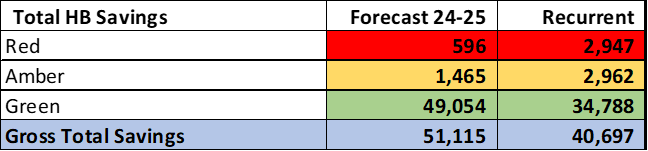 Total HB Savings Forecast 24-25 Recurrent
Red 596 2,947
Amber 1,465 2,962
Green 49,054 34,788
Gross Total Savings 51,115 40,697